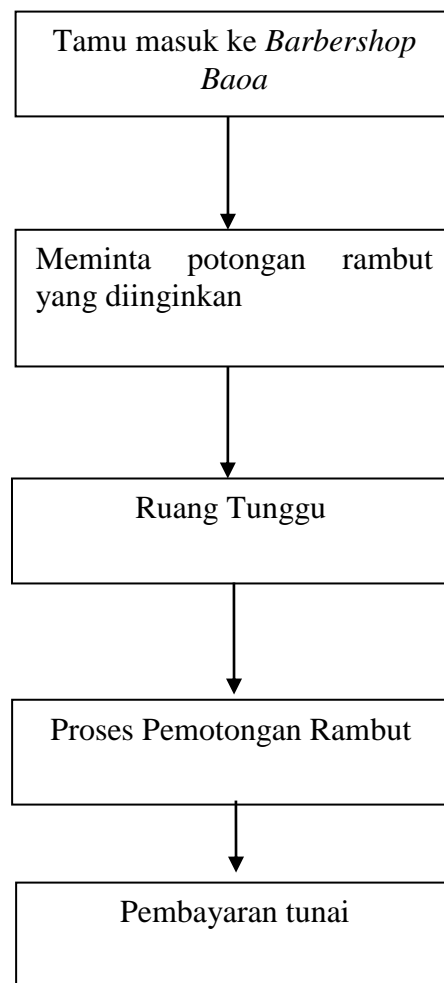 Tamu masuk ke Barbershop
Baoa
Meminta potongan rambut
yang diinginkan
Ruang Tunggu
Proses Pemotongan Rambut
Pembayaran tunai